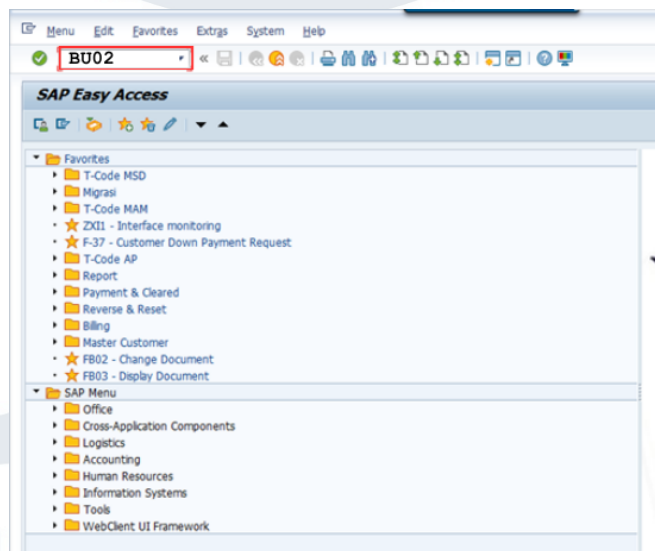 Menu Edit Favorites Extras System Help
BU02
SAP Easy Access
Favorites
T-Code MSD
Migrasi
T-Code MAM
ZXI1 - Interface monitoring
F-37 - Customer Down Payment Request
T-Code AP
Report
Payment & Cleared
Reverse & Reset
Billing
Master Customer
FB02 - Change Document
FB03 - Display Document
SAP Menu
Office
Cross-Application Components
Logistics
Accounting
Human Resources
Information Systems
Tools
WebClient UI Framework